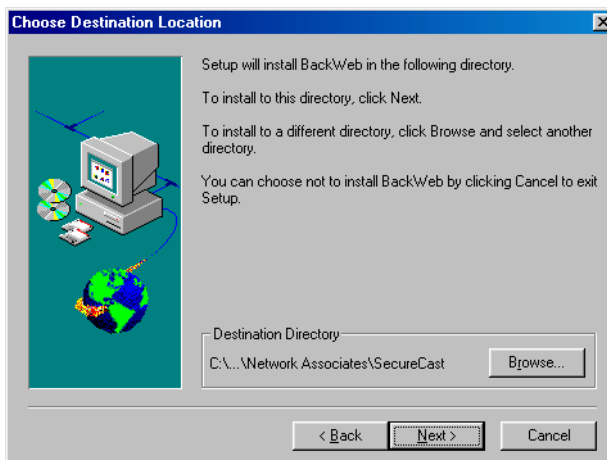 Choose Destination Location
Setup will install BackWeb in the following directory.
To install to this directory, click Next.
To install to a different directory, click Browse and select another
directory.
You can choose not to install BackWeb by clicking Cancel to exit
Setup.
Destination Directory
C:\...\Network Associates\SecureCast
Browse...
< Back
Next >
Cancel